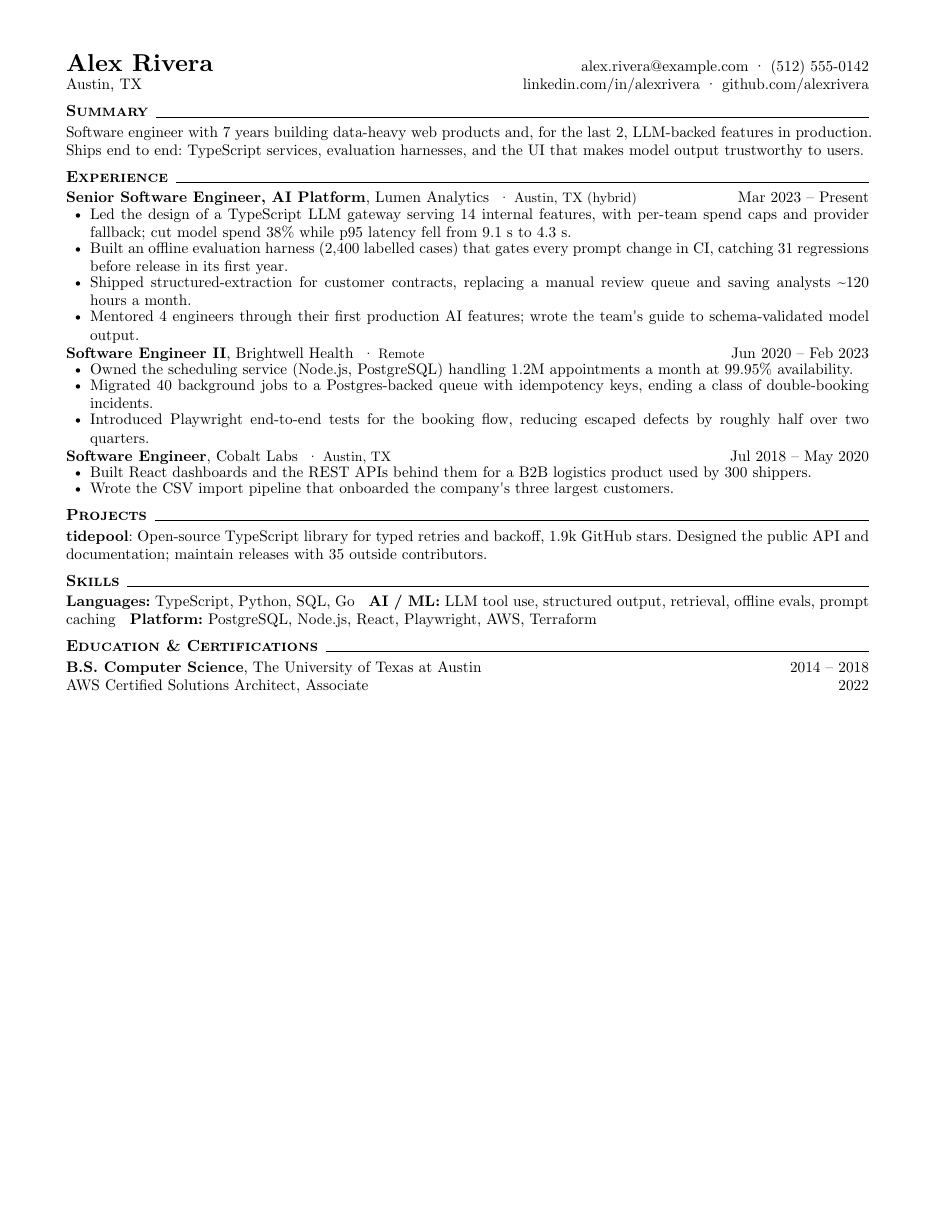 Alex Rivera
alex.rivera@example.com · (512) 555-0142
Austin, TX
linkedin.com/in/alexrivera · github.com/alexrivera
Summary
Software engineer with 7 years building data-heavy web products and, for the last 2, LLM-backed features in production.
Ships end to end: TypeScript services, evaluation harnesses, and the UI that makes model output trustworthy to users.
Experience
Senior Software Engineer, AI Platform, Lumen Analytics · Austin, TX (hybrid) Mar 2023 – Present
• Led the design of a TypeScript LLM gateway serving 14 internal features, with per-team spend caps and provider
fallback; cut model spend 38% while p95 latency fell from 9.1 s to 4.3 s.
• Built an offline evaluation harness (2,400 labelled cases) that gates every prompt change in CI, catching 31 regressions
before release in its first year.
• Shipped structured-extraction for customer contracts, replacing a manual review queue and saving analysts ~120
hours a month.
• Mentored 4 engineers through their first production AI features; wrote the team's guide to schema-validated model
output.
Software Engineer II, Brightwell Health · Remote Jun 2020 – Feb 2023
• Owned the scheduling service (Node.js, PostgreSQL) handling 1.2M appointments a month at 99.95% availability.
• Migrated 40 background jobs to a Postgres-backed queue with idempotency keys, ending a class of double-booking
incidents.
• Introduced Playwright end-to-end tests for the booking flow, reducing escaped defects by roughly half over two
quarters.
Software Engineer, Cobalt Labs · Austin, TX Jul 2018 – May 2020
• Built React dashboards and the REST APIs behind them for a B2B logistics product used by 300 shippers.
• Wrote the CSV import pipeline that onboarded the company's three largest customers.
Projects
tidepool: Open-source TypeScript library for typed retries and backoff, 1.9k GitHub stars. Designed the public API and
documentation; maintain releases with 35 outside contributors.
Skills
Languages: TypeScript, Python, SQL, Go AI / ML: LLM tool use, structured output, retrieval, offline evals, prompt
caching Platform: PostgreSQL, Node.js, React, Playwright, AWS, Terraform
Education & Certifications
B.S. Computer Science, The University of Texas at Austin 2014 – 2018
AWS Certified Solutions Architect, Associate 2022